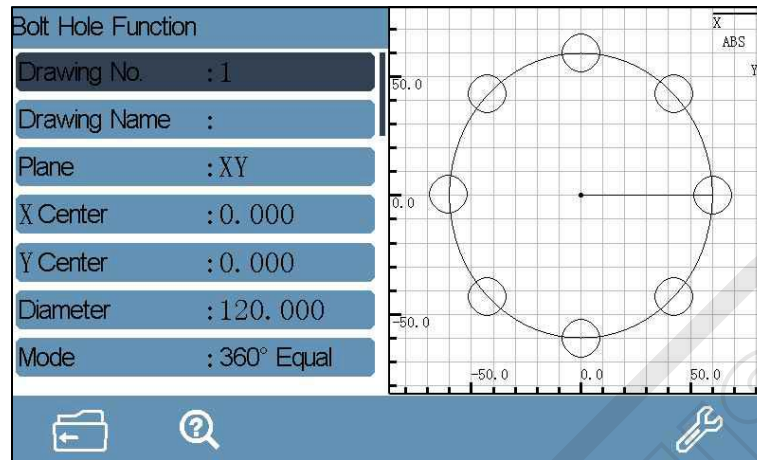 Bolt Hole Function
Drawing No. :1
Drawing Name :
Plane :XY
X Center :0.000
Y Center :0.000
Diameter :120.000
Mode :360° Equal
X
ABS
Y
50.0
0.0
-50.0
-50.0 0.0 50.0